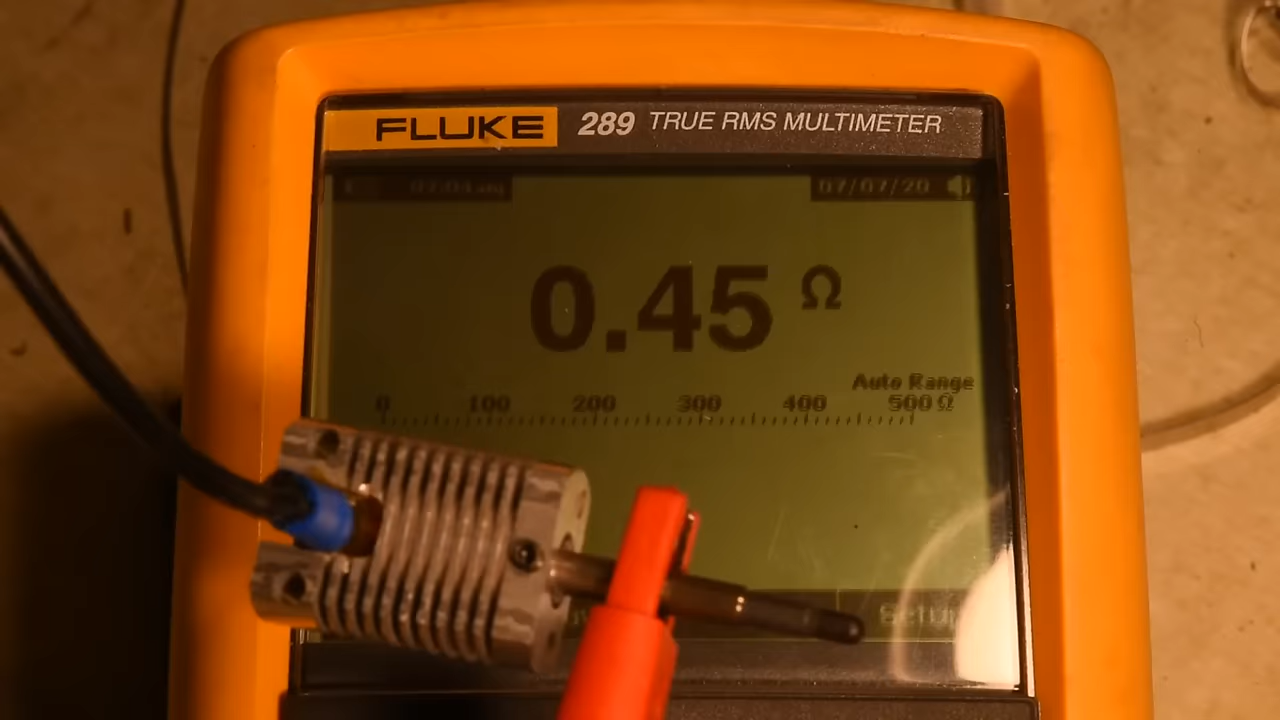 FLUKE 289 TRUE RMS MULTIMETER
07/07/20
0.45 Ω
Auto Range
0 100 200 300 400 500 Ω